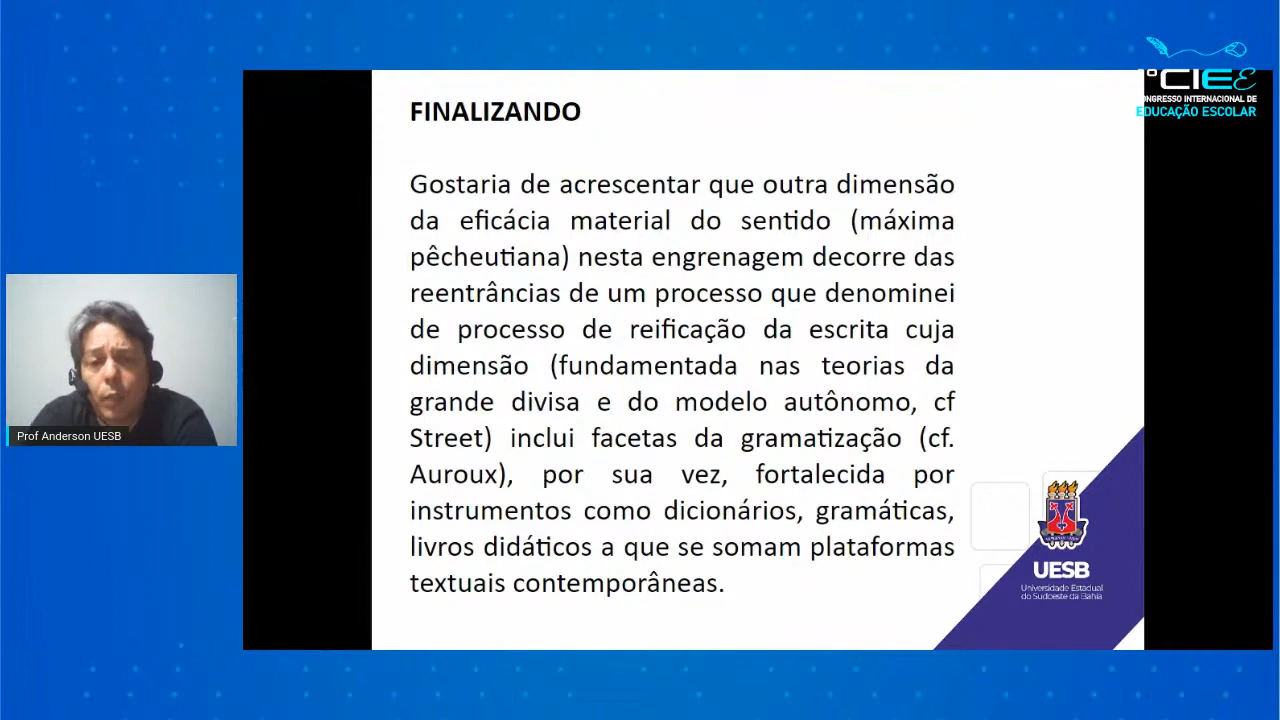 FINALIZANDO
Gostaria de acrescentar que outra dimensão
da eficácia material do sentido (máxima
pêcheutiana) nesta engrenagem decorre das
reentrâncias de um processo que denominei
de processo de reificação da escrita cuja
dimensão (fundamentada nas teorias da
grande divisa e do modelo autônomo, cf
Street) inclui facetas da gramatização (cf.
Auroux), por sua vez, fortalecida por
instrumentos como dicionários, gramáticas,
livros didáticos a que se somam plataformas
textuais contemporâneas.
CIEE
CONGRESSO INTERNACIONAL DE
EDUCAÇÃO ESCOLAR
Prof Anderson UESB
UESB
Universidade Estadual
do Sudoeste da Bahia